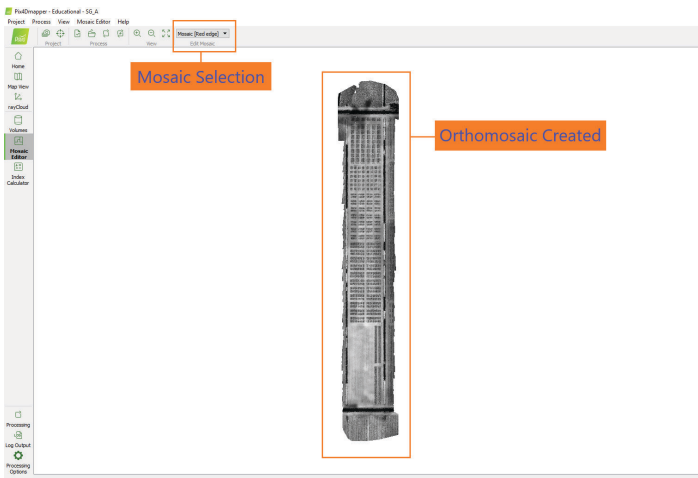 Pix4Dmapper - Educational - SG_A
Project Process View Mosaic Editor Help
Mosaic [Red edge]
Project Process View Edit Mosaic
Mosaic Selection
Orthomosaic Created
Home
Map View
rayCloud
Volumes
Mosaic
Editor
Index
Calculator
Processing
Log Output
Processing
Options